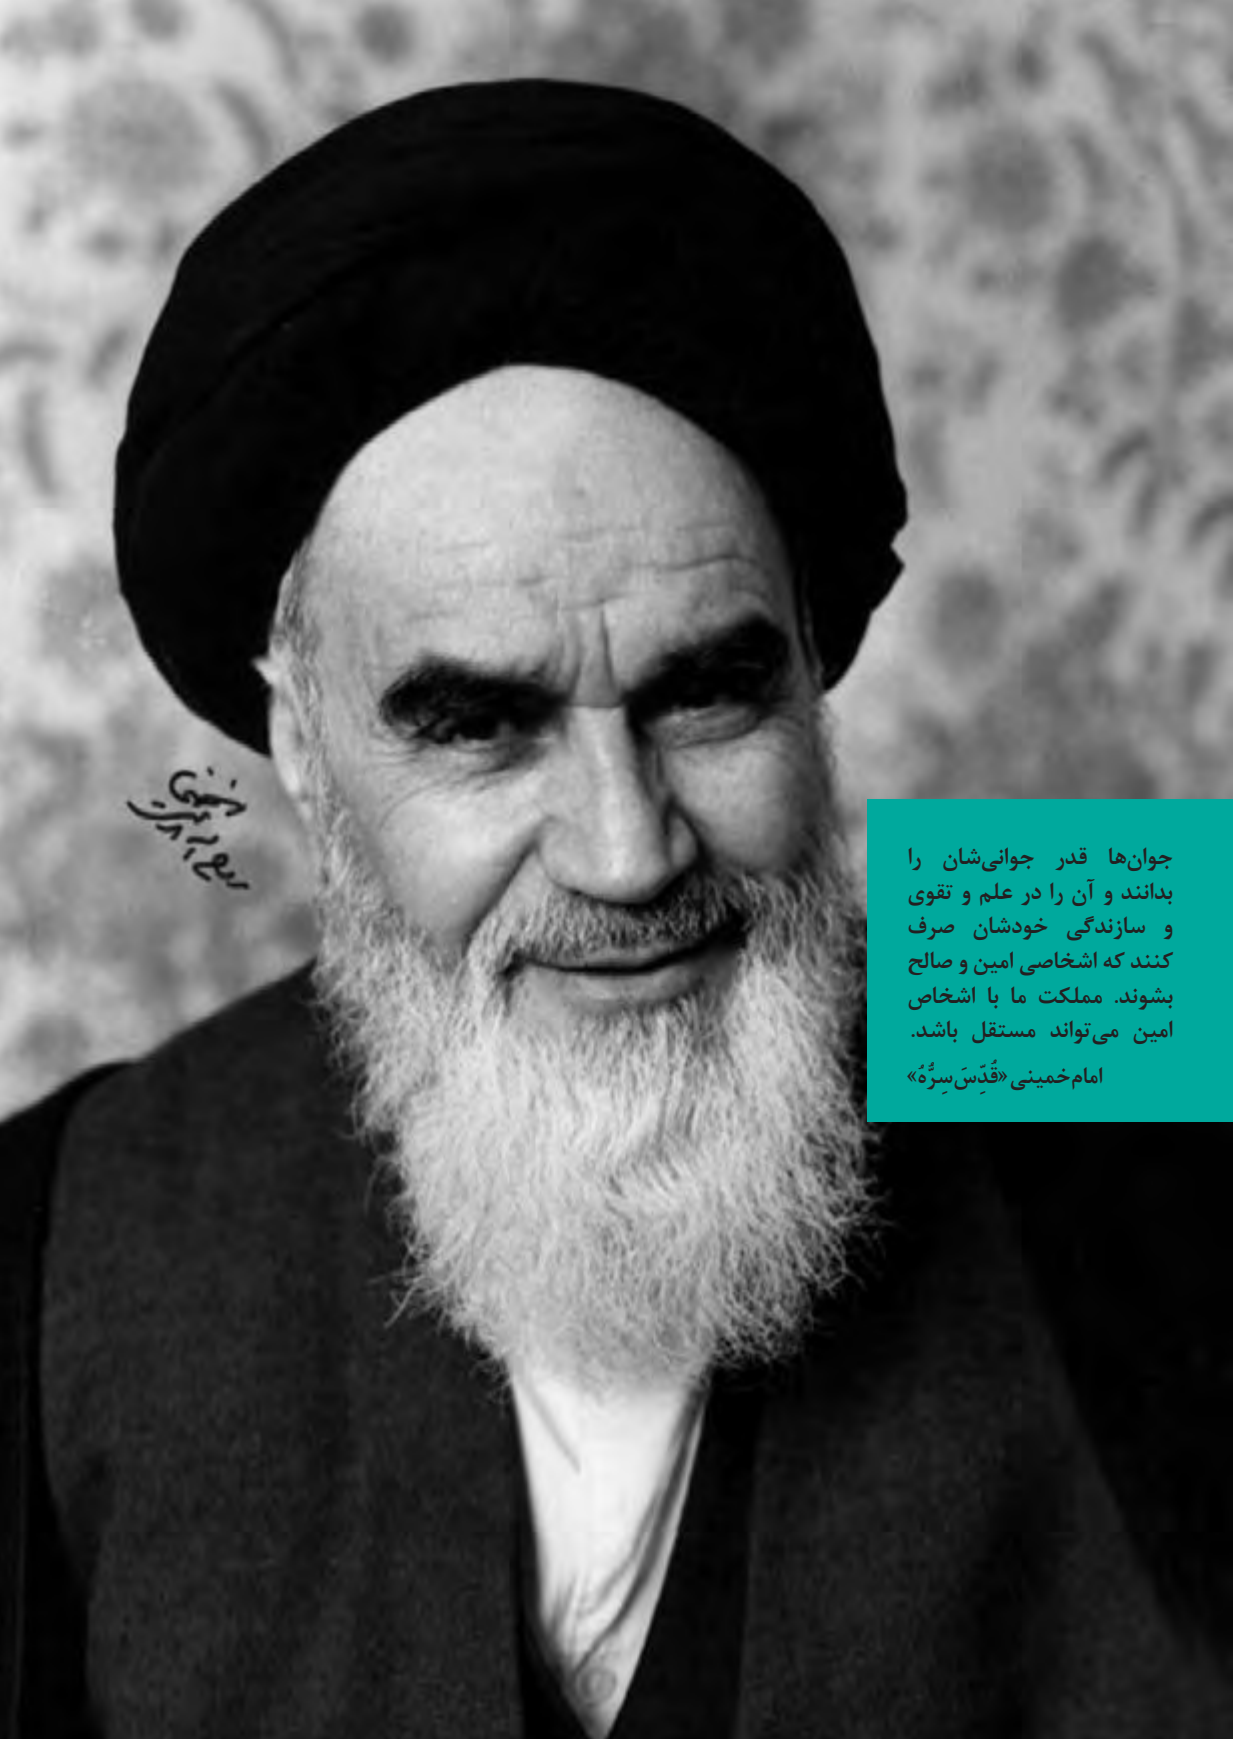 جوان‌ها قدر جوانی‌شان را
بدانند و آن را در علم و تقوی
و سازندگی خودشان صرف
کنند که اشخاصی امین و صالح
بشوند. مملکت ما با اشخاص
امین می‌تواند مستقل باشد.
امام‌خمینی «قُدِّسَ‌سِرُّهُ»